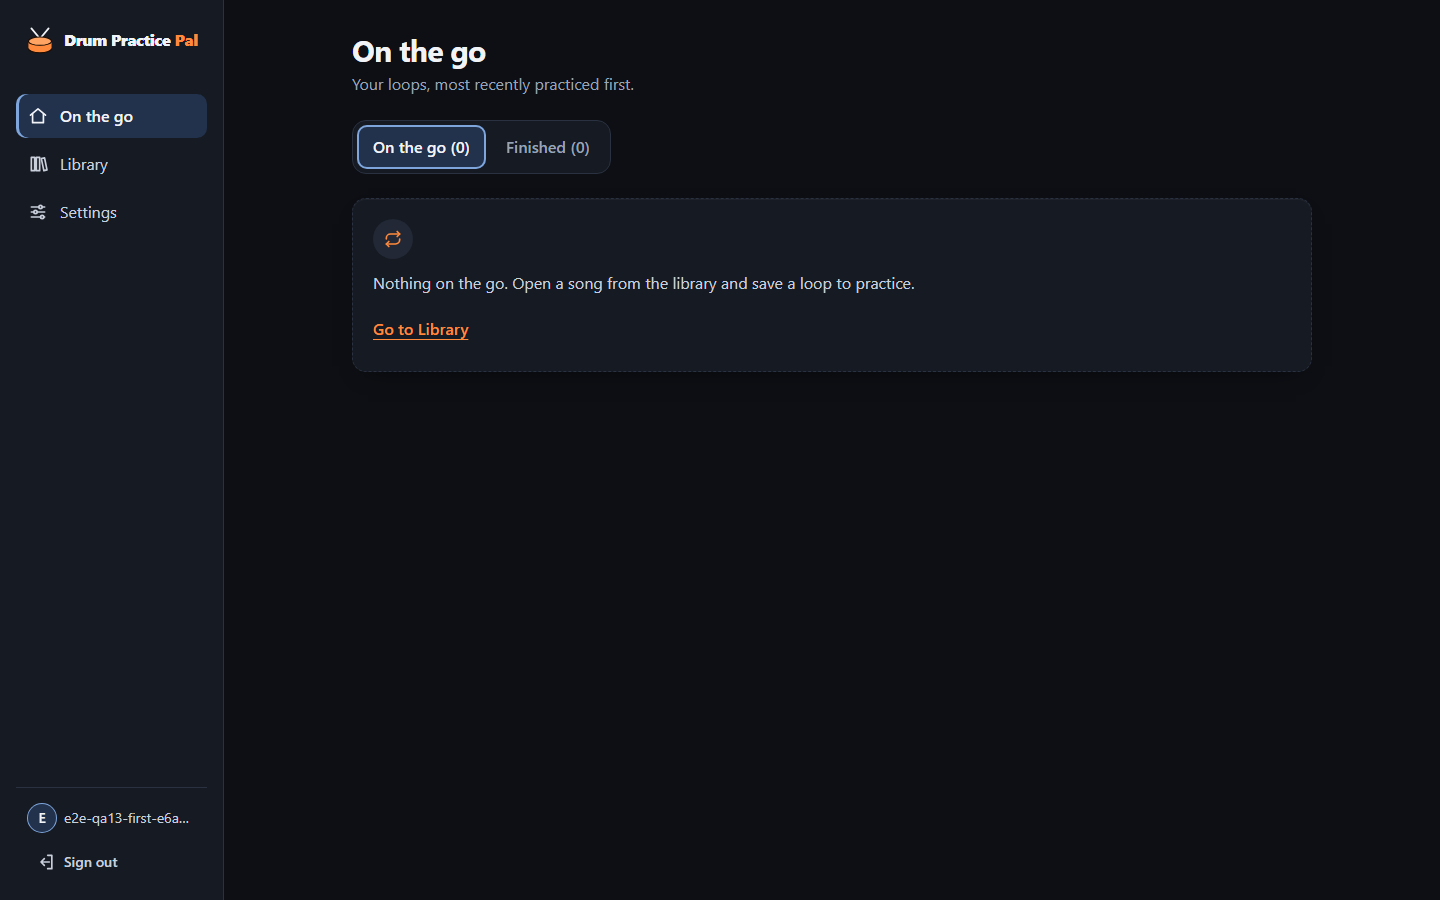 Drum Practice Pal
On the go
Library
Settings
On the go
Your loops, most recently practiced first.
On the go (0)
Finished (0)
Nothing on the go. Open a song from the library and save a loop to practice.
Go to Library
E
e2e-qa13-first-e6a...
Sign out